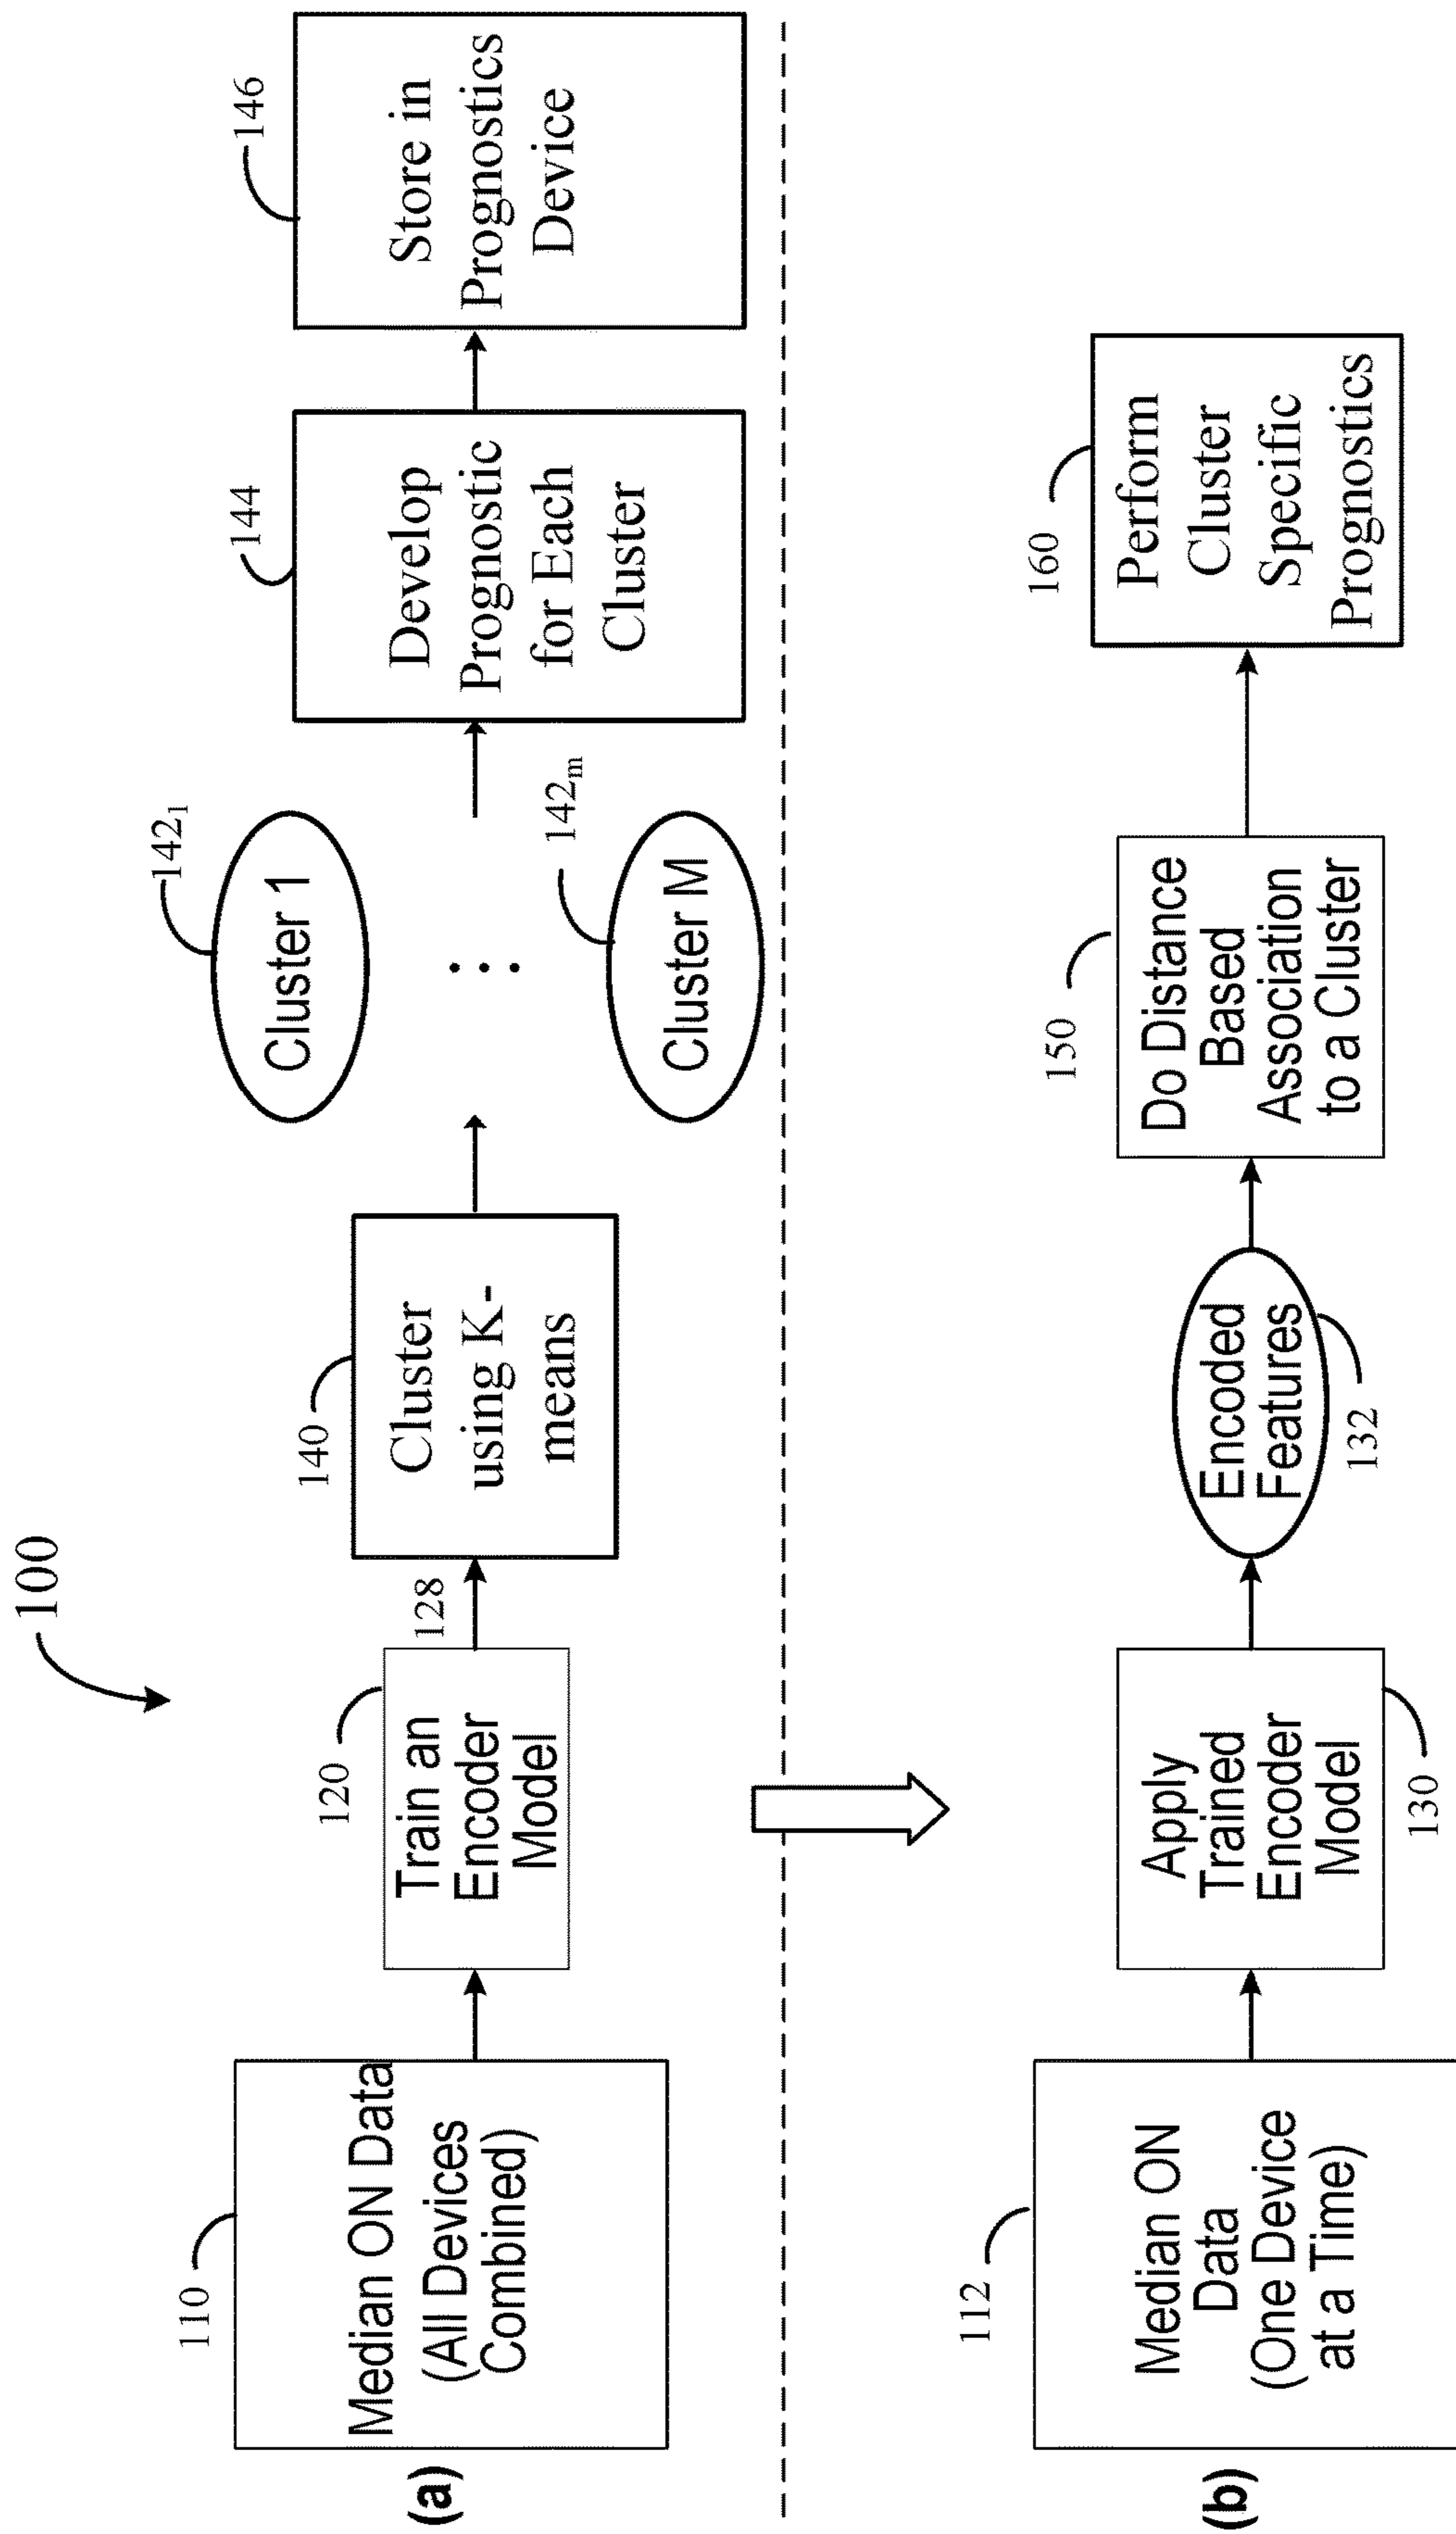 100
(a)
110
Median ON Data
(All Devices
Combined)
120
Train an
Encoder
Model
128
140
Cluster
using K-
means
142₁
Cluster 1
142ₘ
Cluster M
144
Develop
Prognostic
for Each
Cluster
146
Store in
Prognostics
Device
(b)
112
Median ON
Data
(One Device
at a Time)
Apply
Trained
Encoder
Model
130
Encoded
Features
132
150
Do Distance
Based
Association
to a Cluster
160
Perform
Cluster
Specific
Prognostics